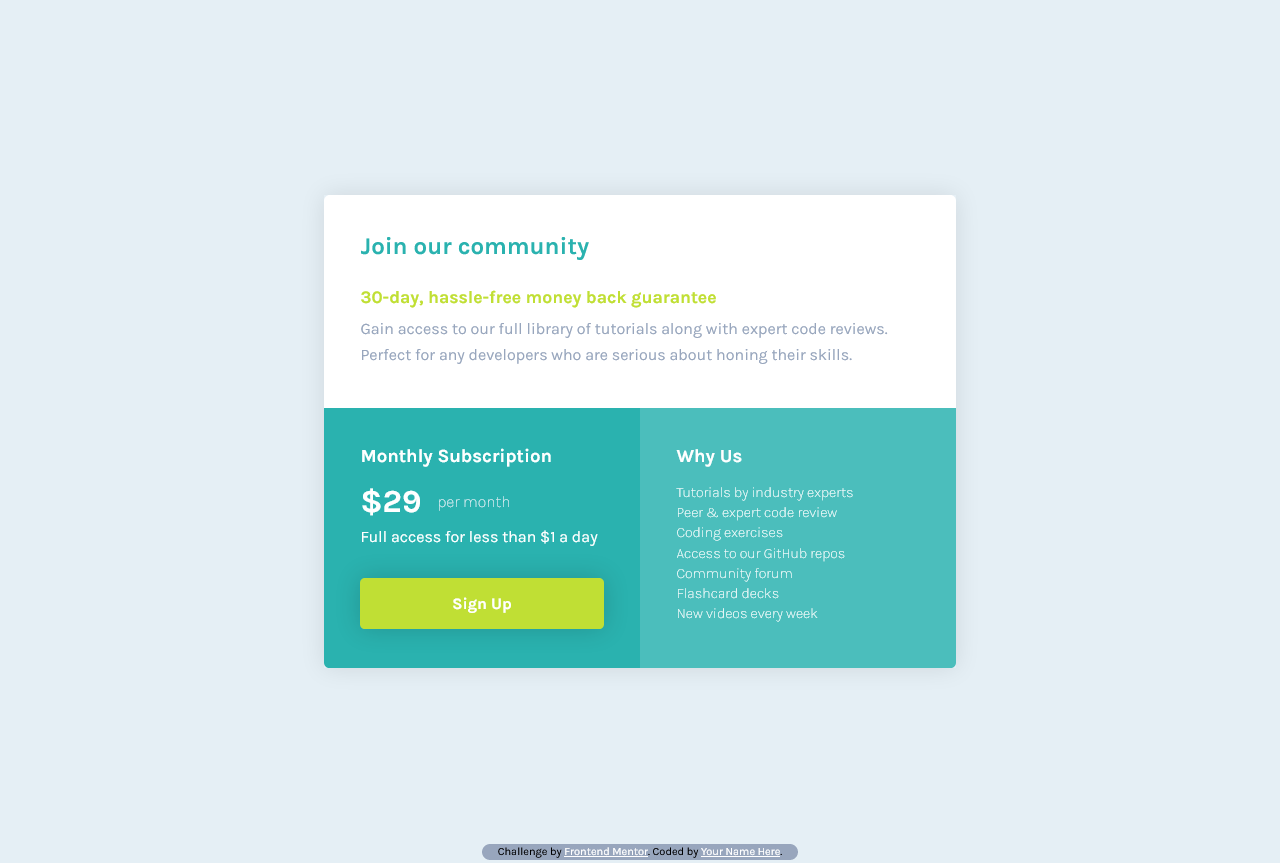 Join our community
30-day, hassle-free money back guarantee
Gain access to our full library of tutorials along with expert code reviews.
Perfect for any developers who are serious about honing their skills.
Monthly Subscription
$29 per month
Full access for less than $1 a day
Sign Up
Why Us
Tutorials by industry experts
Peer & expert code review
Coding exercises
Access to our GitHub repos
Community forum
Flashcard decks
New videos every week
Challenge by Frontend Mentor. Coded by Your Name Here.